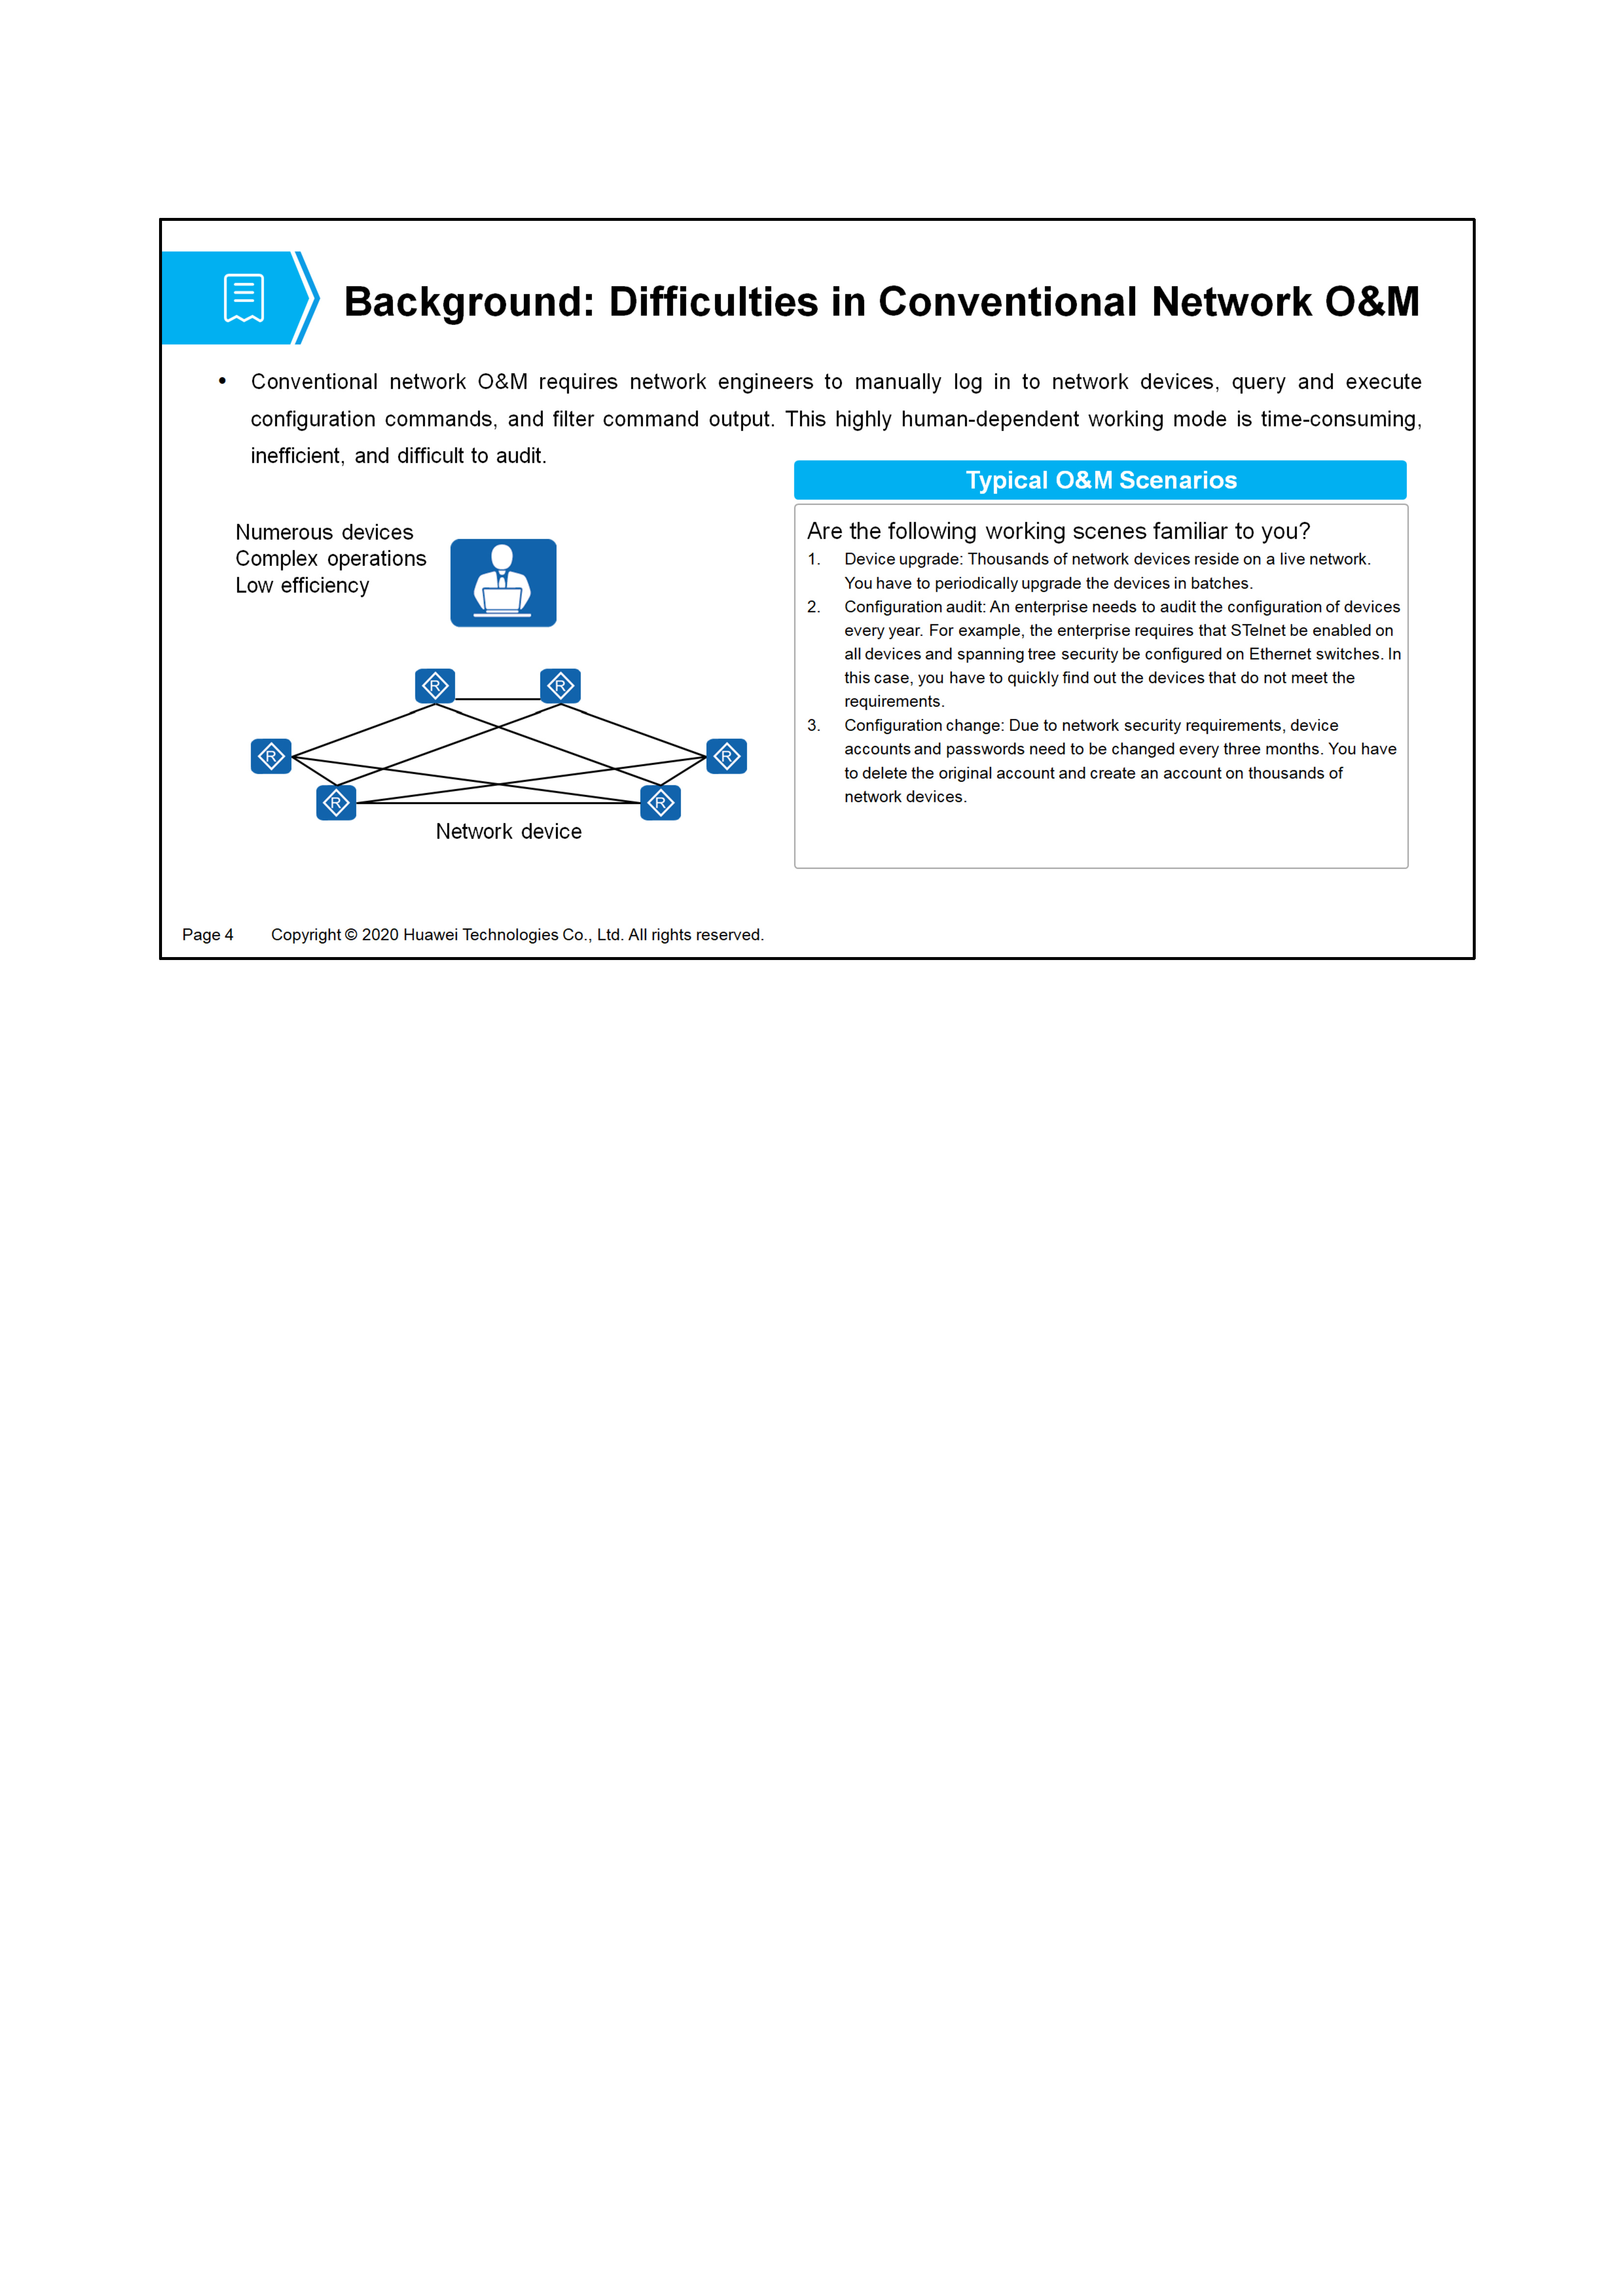 Background: Difficulties in Conventional Network O&M
• Conventional network O&M requires network engineers to manually log in to network devices, query and execute
configuration commands, and filter command output. This highly human-dependent working mode is time-consuming,
inefficient, and difficult to audit.
Numerous devices
Complex operations
Low efficiency
R
R
R
R
R
R
Network device
Typical O&M Scenarios
Are the following working scenes familiar to you?
1. Device upgrade: Thousands of network devices reside on a live network.
You have to periodically upgrade the devices in batches.
2. Configuration audit: An enterprise needs to audit the configuration of devices
every year. For example, the enterprise requires that STelnet be enabled on
all devices and spanning tree security be configured on Ethernet switches. In
this case, you have to quickly find out the devices that do not meet the
requirements.
3. Configuration change: Due to network security requirements, device
accounts and passwords need to be changed every three months. You have
to delete the original account and create an account on thousands of
network devices.
Page 4 Copyright © 2020 Huawei Technologies Co., Ltd. All rights reserved.